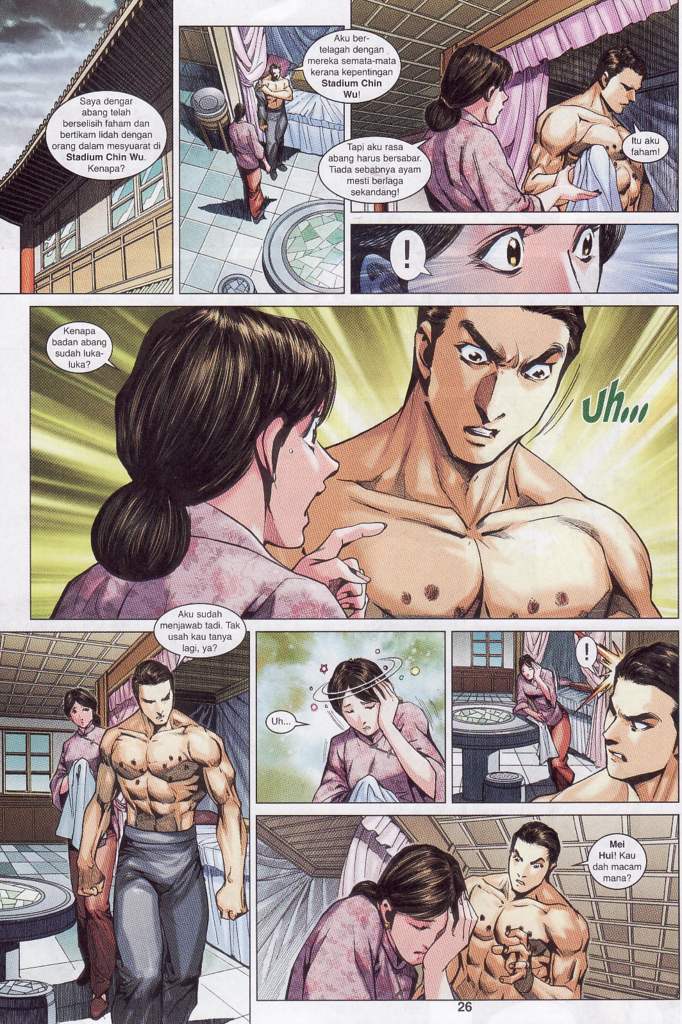 Saya dengar
abang telah
berselisih faham dan
bertikam lidah dengan
orang dalam mesyuarat di
Stadium Chin Wu.
Kenapa?
Aku ber-
telagah dengan
mereka semata-mata
kerana kepentingan
Stadium Chin
Wu!
Tapi aku rasa
abang harus bersabar.
Tiada sebabnya ayam
mesti berlaga
sekandang!
Itu aku
faham!
!
Kenapa
badan abang
sudah luka-
luka?
Uh,,,
Aku sudah
menjawab tadi. Tak
usah kau tanya
lagi, ya?
Uh...
!
Mei
Hui! Kau
dah macam
mana?
26